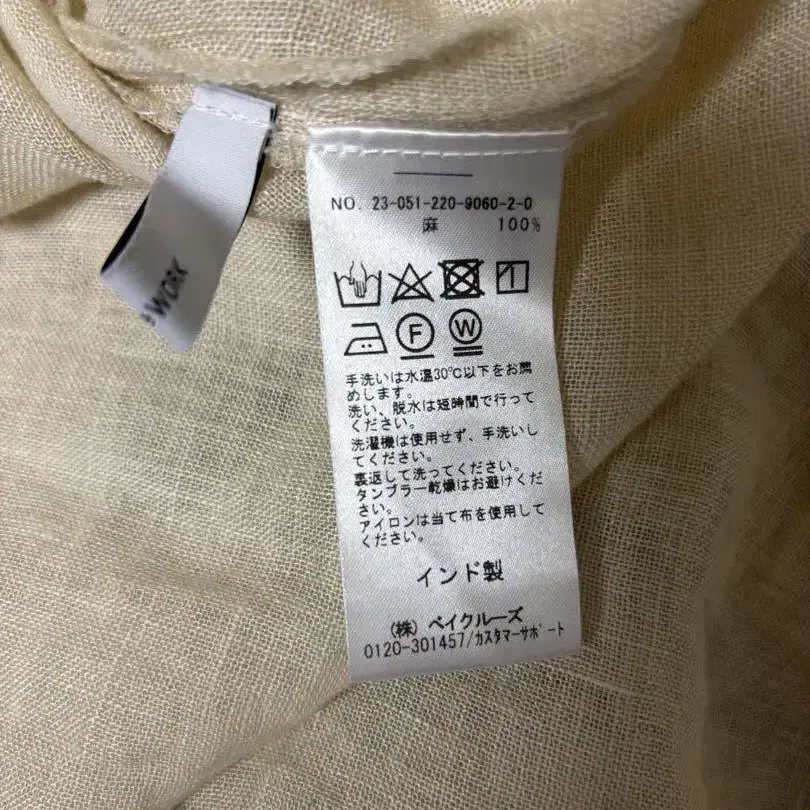 WORK
NO. 23-051-220-9060-2-0
麻 100%
F
W
手洗いは水温30℃以下をお薦
めします。
洗い、脱水は短時間で行って
ください。
洗濯機は使用せず、手洗いし
てください。
裏返して洗ってください。
タンブラー乾燥はお避けくだ
さい。
アイロンは当て布を使用して
ください。
インド製
(株) ベイクルーズ
0120-301457/カスタマーサポート